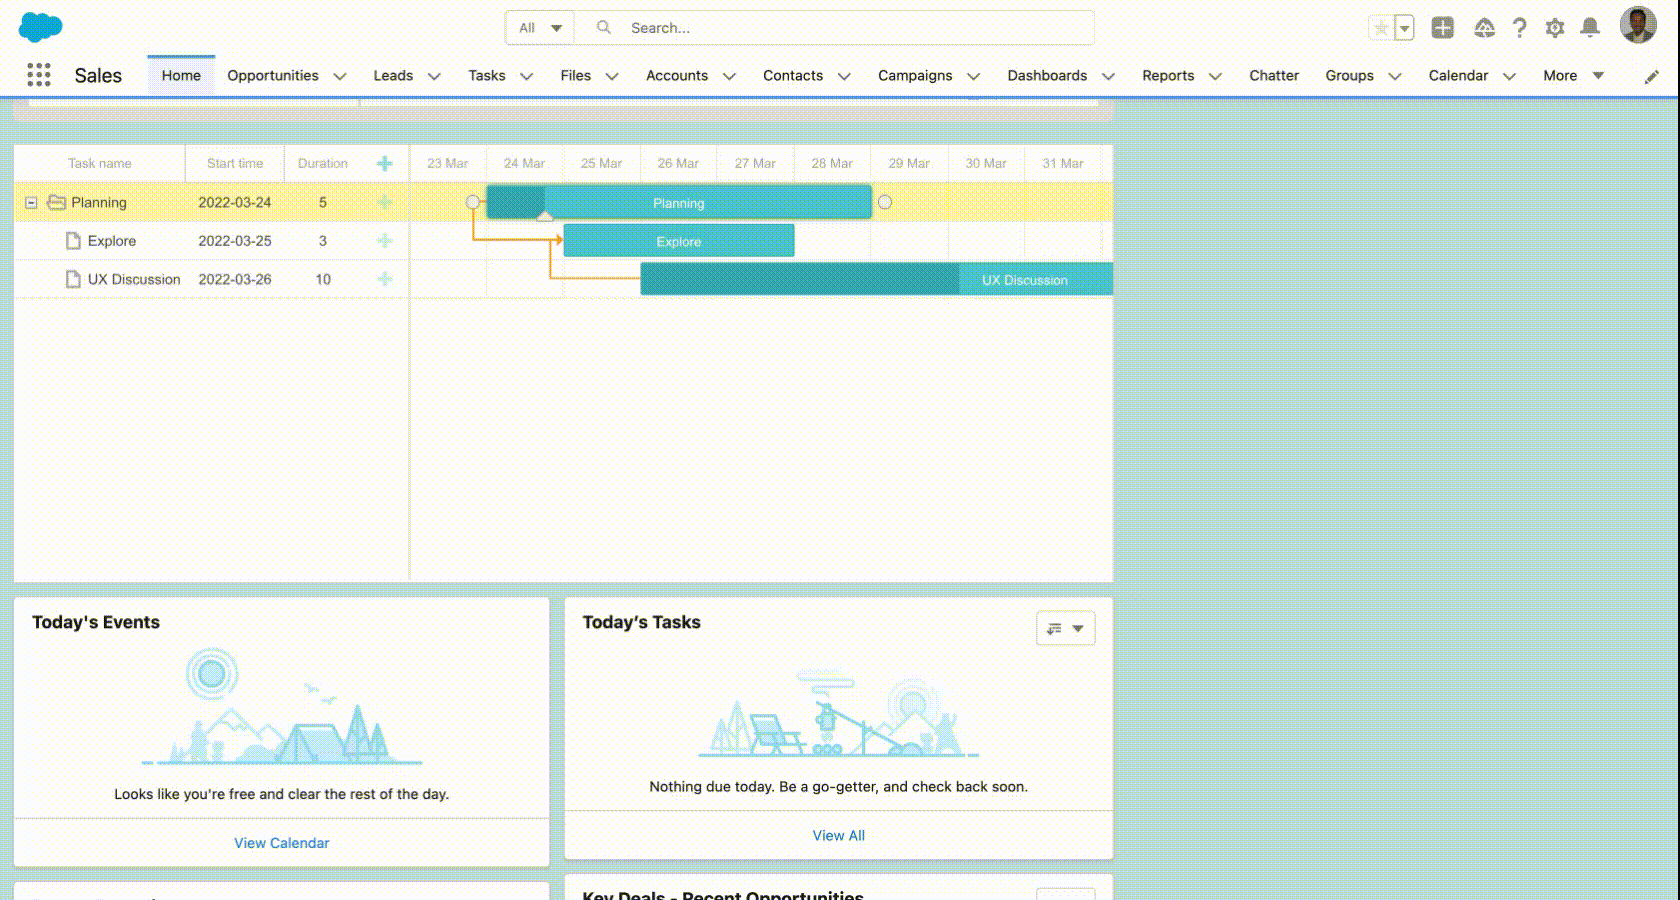 All
Search...
Sales
Home
Opportunities
Leads
Tasks
Files
Accounts
Contacts
Campaigns
Dashboards
Reports
Chatter
Groups
Calendar
More
Task name Start time Duration 23 Mar 24 Mar 25 Mar 26 Mar 27 Mar 28 Mar 29 Mar 30 Mar 31 Mar
Planning 2022-03-24 5 Planning
Explore 2022-03-25 3 Explore
UX Discussion 2022-03-26 10 UX Discussion
Today's Events
Looks like you're free and clear the rest of the day.
View Calendar
Today's Tasks
Nothing due today. Be a go-getter, and check back soon.
View All
Key Deals - Recent Opportunities